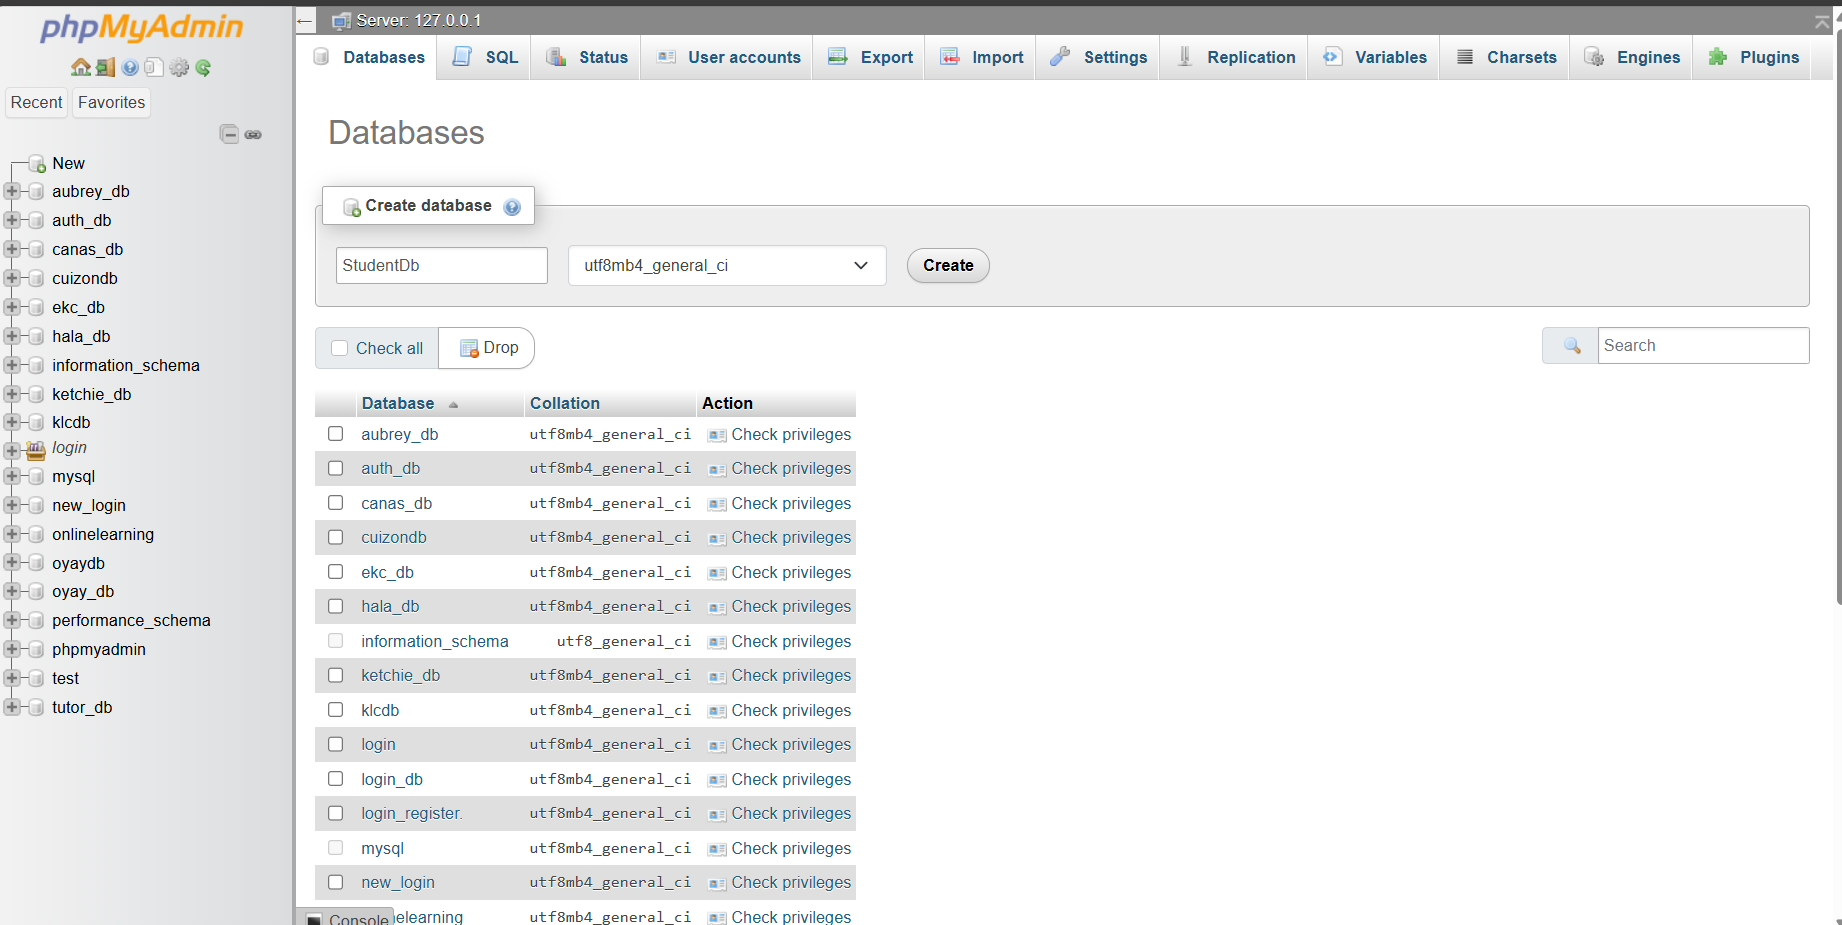 phpMyAdmin
Recent Favorites
New
aubrey_db
auth_db
canas_db
cuizondb
ekc_db
hala_db
information_schema
ketchie_db
klcdb
login
mysql
new_login
onlinelearning
oyaydb
oyay_db
performance_schema
phpmyadmin
test
tutor_db
Server: 127.0.0.1
Databases SQL Status User accounts Export Import Settings Replication Variables Charsets Engines Plugins
Databases
Create database
StudentDb utf8mb4_general_ci Create
Check all Drop Search
Database Collation Action
aubrey_db utf8mb4_general_ci Check privileges
auth_db utf8mb4_general_ci Check privileges
canas_db utf8mb4_general_ci Check privileges
cuizondb utf8mb4_general_ci Check privileges
ekc_db utf8mb4_general_ci Check privileges
hala_db utf8mb4_general_ci Check privileges
information_schema utf8_general_ci Check privileges
ketchie_db utf8mb4_general_ci Check privileges
klcdb utf8mb4_general_ci Check privileges
login utf8mb4_general_ci Check privileges
login_db utf8mb4_general_ci Check privileges
login_register. utf8mb4_general_ci Check privileges
mysql utf8mb4_general_ci Check privileges
new_login utf8mb4_general_ci Check privileges
Console elearning utf8mb4_general_ci Check privileges